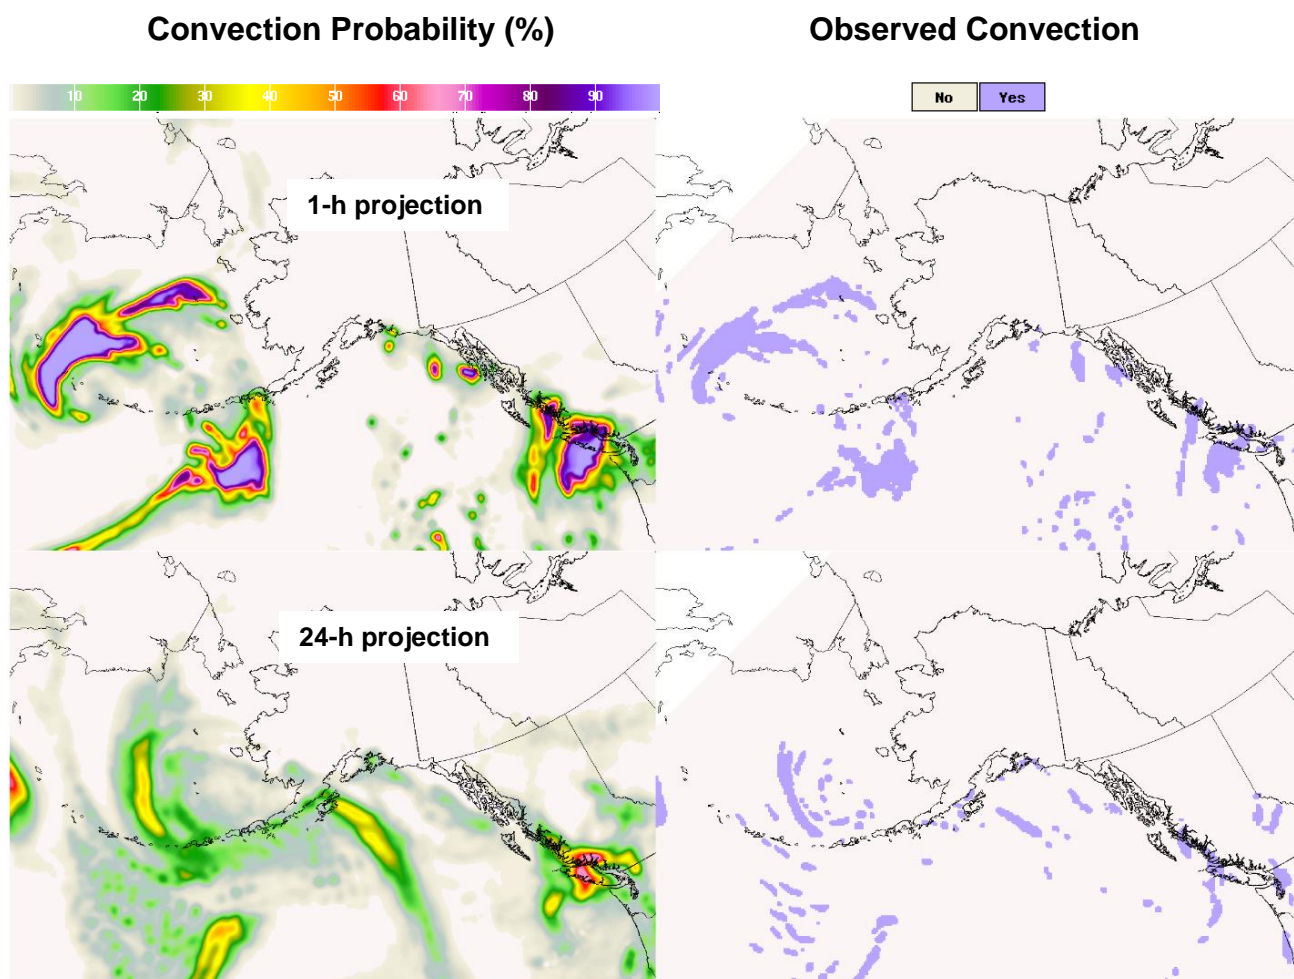 Convection Probability (%)
Observed Convection
10 20 30 40 50 60 70 80 90
No Yes
1-h projection
24-h projection